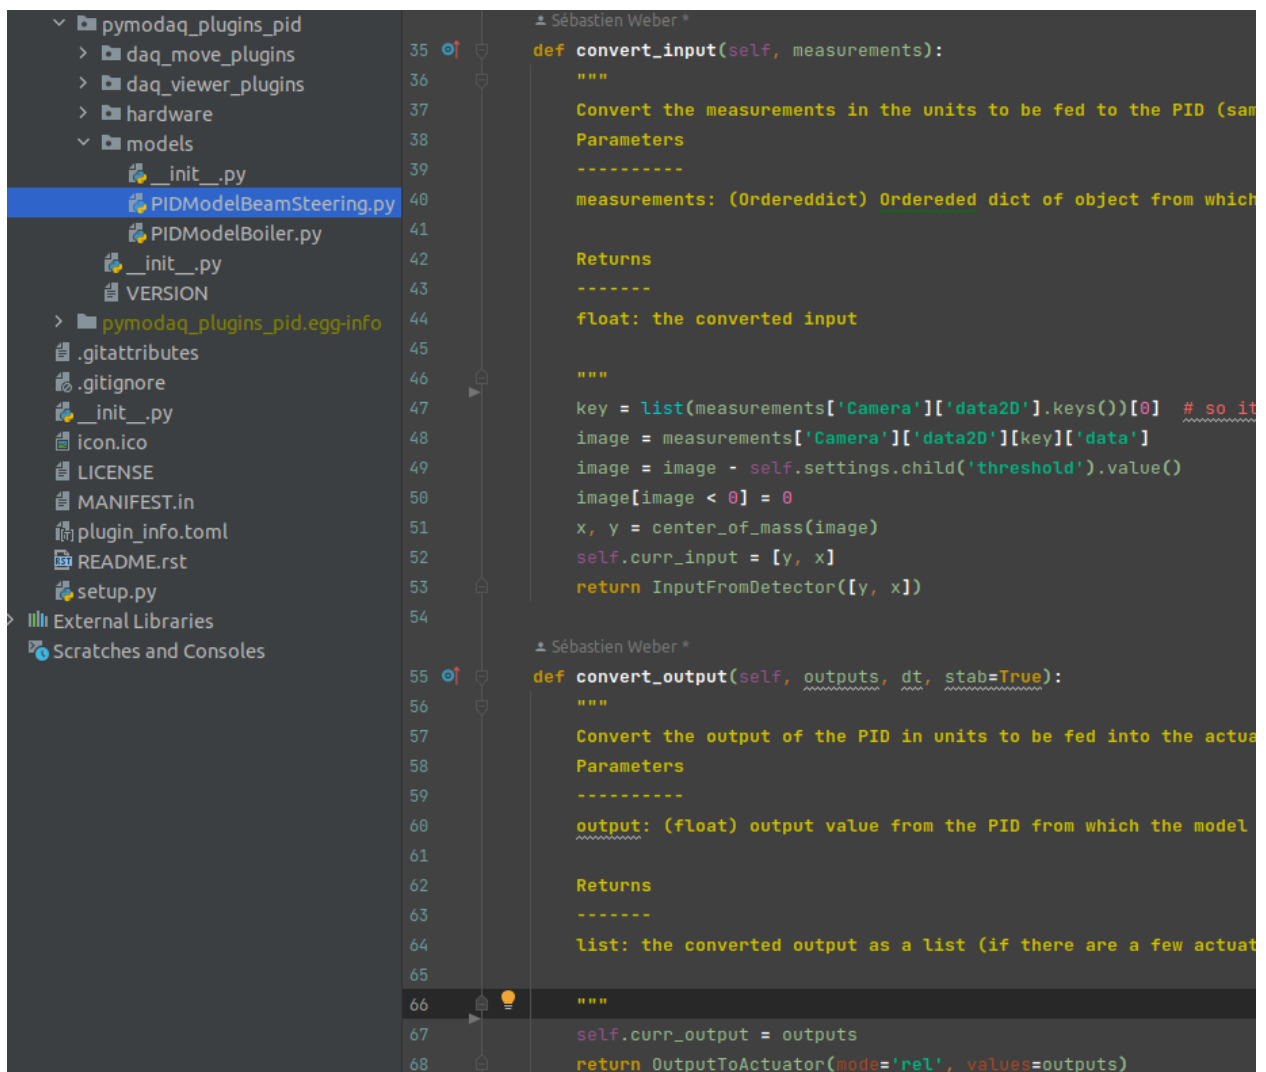 pymodaq_plugins_pid
daq_move_plugins
daq_viewer_plugins
hardware
models
__init__.py
PIDModelBeamSteering.py
PIDModelBoiler.py
__init__.py
VERSION
pymodaq_plugins_pid.egg-info
.gitattributes
.gitignore
__init__.py
icon.ico
LICENSE
MANIFEST.in
plugin_info.toml
README.rst
setup.py
External Libraries
Scratches and Consoles
Sébastien Weber *
35 def convert_input(self, measurements):
36 """
37 Convert the measurements in the units to be fed to the PID (sam
38 Parameters
39 ----------
40 measurements: (Ordereddict) Ordereded dict of object from which
41
42 Returns
43 -------
44 float: the converted input
45
46 """
47 key = list(measurements['Camera']['data2D'].keys())[0]  # so it
48 image = measurements['Camera']['data2D'][key]['data']
49 image = image - self.settings.child('threshold').value()
50 image[image < 0] = 0
51 x, y = center_of_mass(image)
52 self.curr_input = [y, x]
53 return InputFromDetector([y, x])
54
Sébastien Weber *
55 def convert_output(self, outputs, dt, stab=True):
56 """
57 Convert the output of the PID in units to be fed into the actua
58 Parameters
59 ----------
60 output: (float) output value from the PID from which the model
61
62 Returns
63 -------
64 list: the converted output as a list (if there are a few actuat
65
66 """
67 self.curr_output = outputs
68 return OutputToActuator(mode='rel', values=outputs)